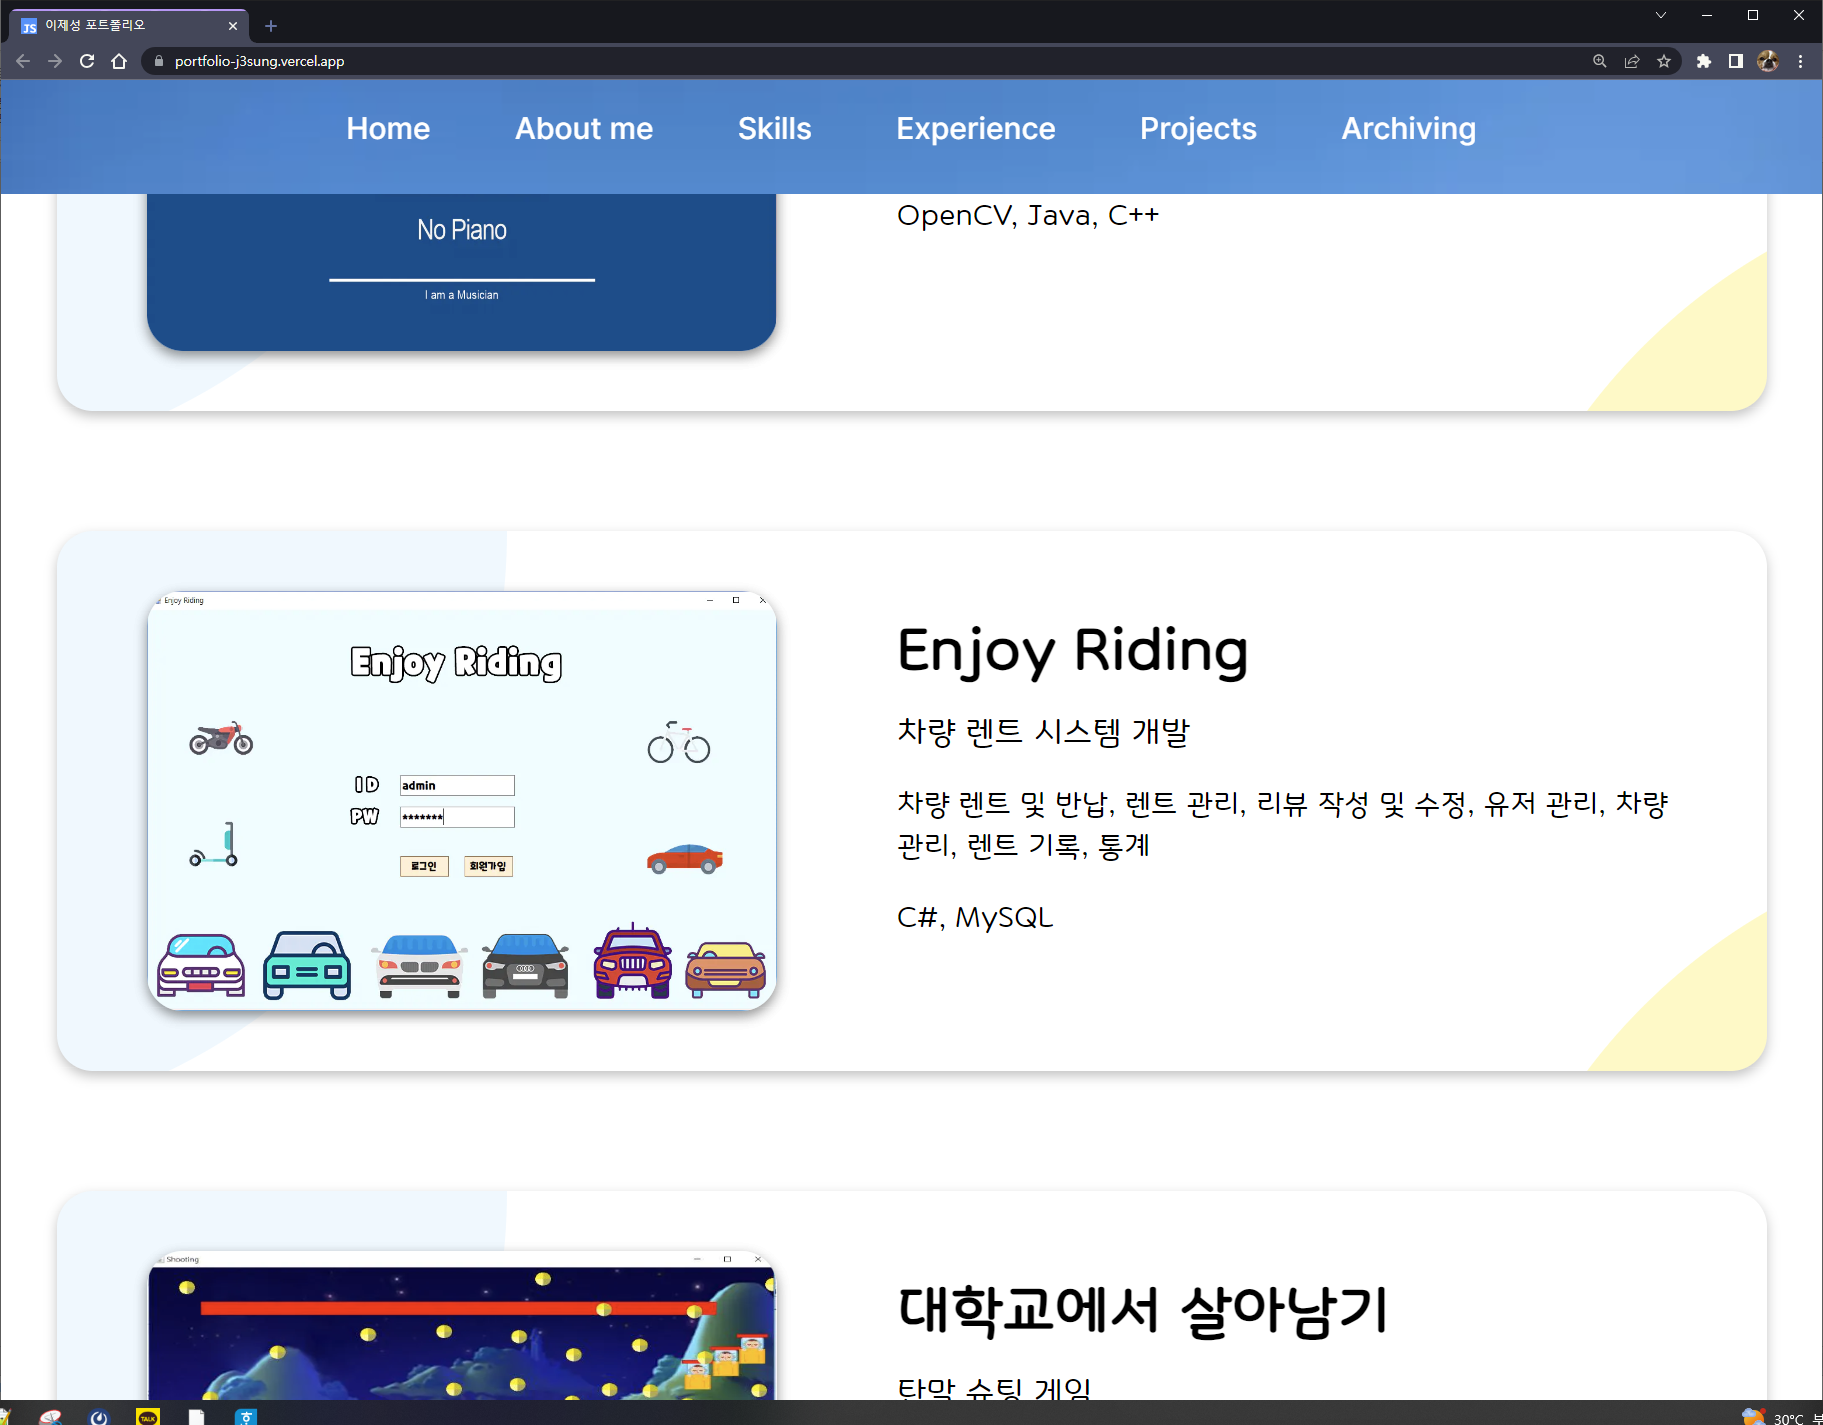 JS 이제성 포트폴리오
portfolio-j3sung.vercel.app
Home About me Skills Experience Projects Archiving
No Piano
I am a Musician
OpenCV, Java, C++
Enjoy Riding
Enjoy Riding
ID admin
PW *******
로그인 회원가입
Enjoy Riding
차량 렌트 시스템 개발
차량 렌트 및 반납, 렌트 관리, 리뷰 작성 및 수정, 유저 관리, 차량
관리, 렌트 기록, 통계
C#, MySQL
Shooting
대학교에서 살아남기
탄막 슈팅 게임
TALK
30°C